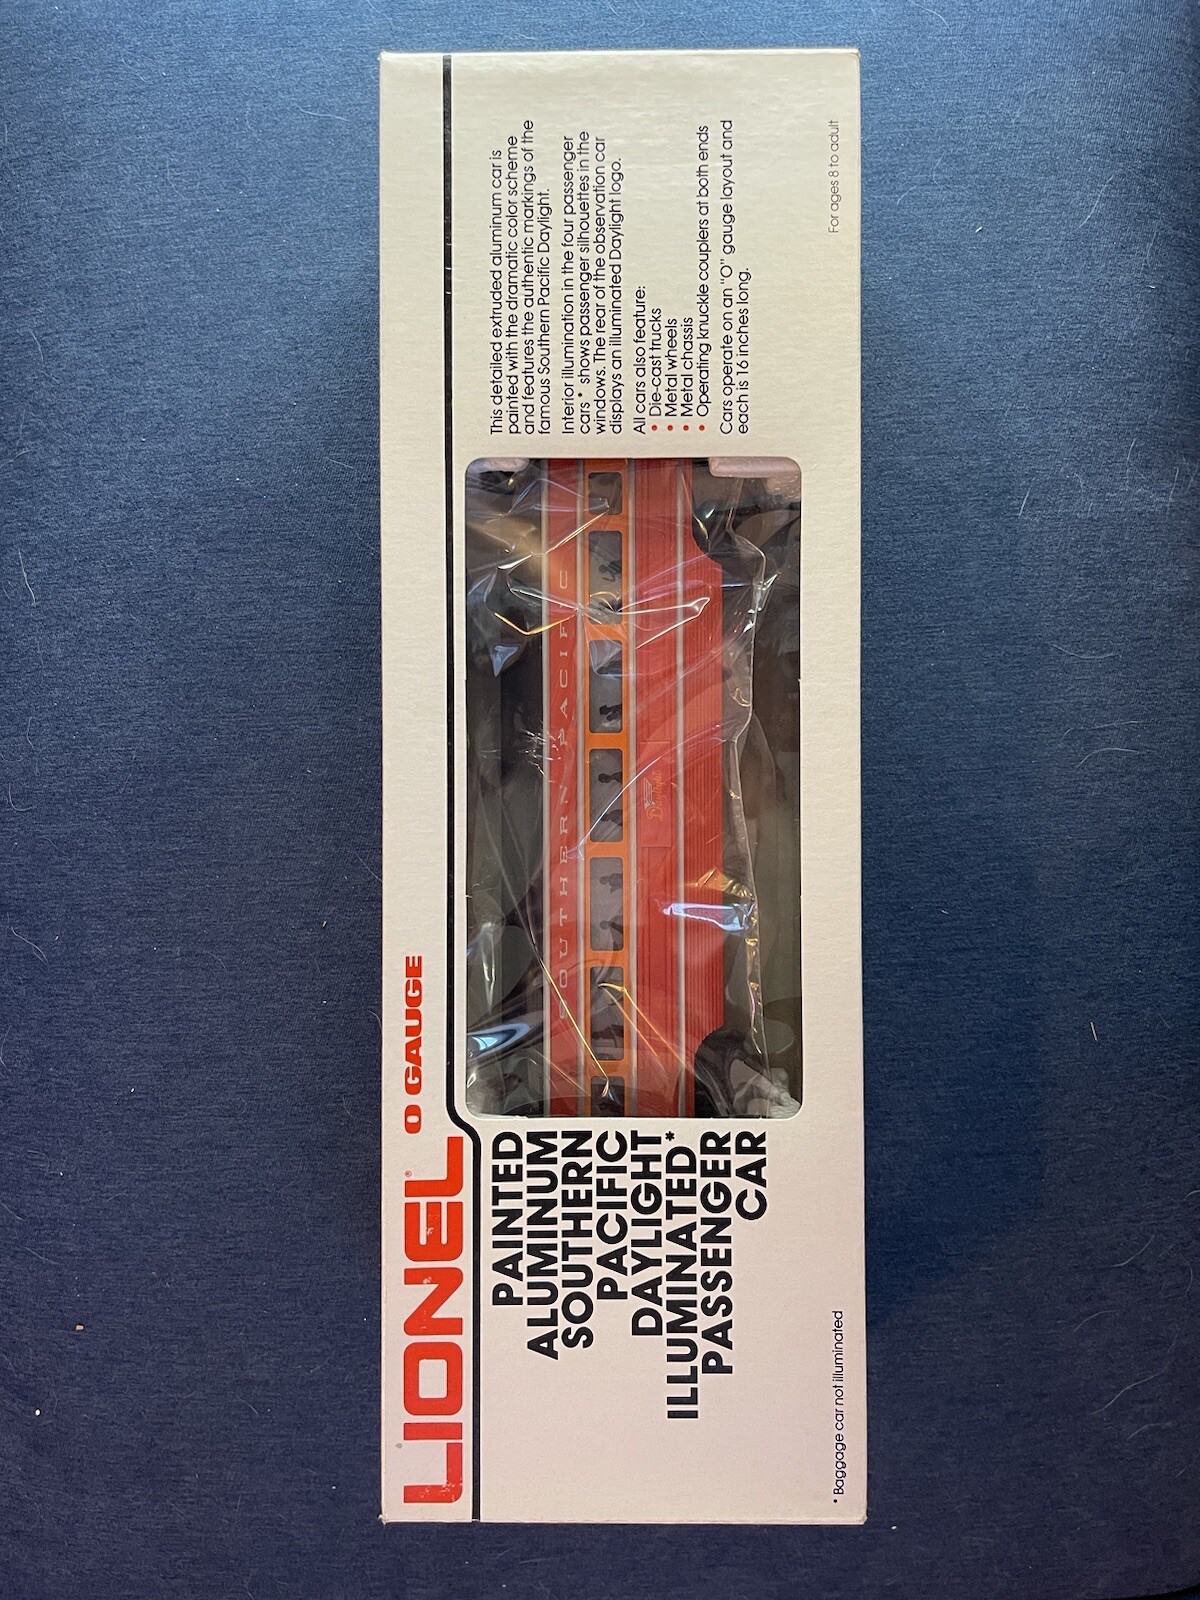 LIONEL® O GAUGE
PAINTED
ALUMINUM
SOUTHERN
PACIFIC
DAYLIGHT
ILLUMINATED*
PASSENGER
CAR
* Baggage car not illuminated
SOUTHERN PACIFIC
Daylight
This detailed extruded aluminum car is
painted with the dramatic color scheme
and features the authentic markings of the
famous Southern Pacific Daylight.
Interior illumination in the four passenger
cars * shows passenger silhouettes in the
windows. The rear of the observation car
displays an illuminated Daylight logo.
All cars also feature:
• Die-cast trucks
• Metal wheels
• Metal chassis
• Operating knuckle couplers at both ends
Cars operate on an "O" gauge layout and
each is 16 inches long.
For ages 8 to adult